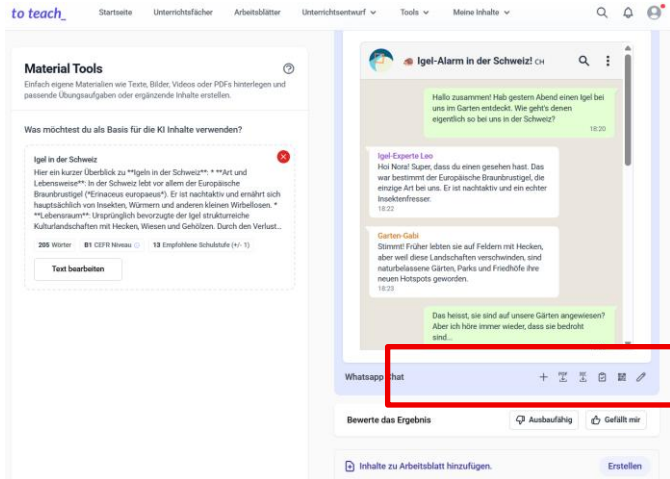 to teach_
Startseite
Unterrichtsfächer
Arbeitsblätter
Unterrichtsentwurf
Tools
Meine Inhalte
Material Tools
Einfach eigene Materialien wie Texte, Bilder, Videos oder PDFs hinterlegen und
passende Übungsaufgaben oder ergänzende Inhalte erstellen.
Was möchtest du als Basis für die KI Inhalte verwenden?
Igel in der Schweiz
Hier ein kurzer Überblick zu **Igeln in der Schweiz**: * **Art und
Lebensweise**: In der Schweiz lebt vor allem der Europäische
Braunbrustigel (*Erinaceus europaeus*). Er ist nachtaktiv und ernährt sich
hauptsächlich von Insekten, Würmern und anderen kleinen Wirbellosen. *
**Lebensraum**: Ursprünglich bevorzugte der Igel strukturreiche
Kulturlandschaften mit Hecken, Wiesen und Gehölzen. Durch den Verlust...
205 Wörter
B1 CEFR Niveau
13 Empfohlene Schulstufe (+/- 1)
Text bearbeiten
Igel-Alarm in der Schweiz! CH
Hallo zusammen! Hab gestern Abend einen Igel bei
uns im Garten entdeckt. Wie geht's denen
eigentlich so bei uns in der Schweiz?
18:20
Igel-Experte Leo
Hoi Nora! Super, dass du einen gesehen hast. Das
war bestimmt der Europäische Braunbrustigel, die
einzige Art bei uns. Er ist nachtaktiv und ein echter
Insektenfresser.
18:22
Garten-Gabi
Stimmt! Früher lebten sie auf Feldern mit Hecken,
aber weil diese Landschaften verschwinden, sind
naturbelassene Gärten, Parks und Friedhöfe ihre
neuen Hotspots geworden.
18:23
Das heisst, sie sind auf unsere Gärten angewiesen?
Aber ich höre immer wieder, dass sie bedroht
sind...
Whatsapp Chat
Bewerte das Ergebnis
Ausbaufähig
Gefällt mir
Inhalte zu Arbeitsblatt hinzufügen.
Erstellen